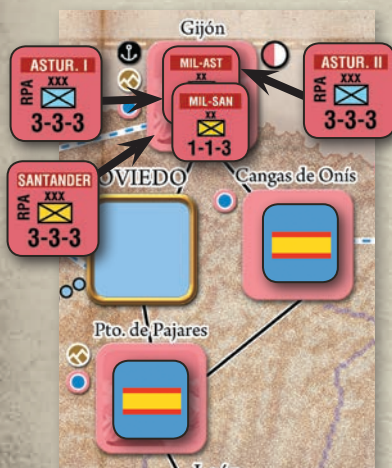 Gijón
ASTUR. I
XXX
RPA
3-3-3
MIL-AST
XX
MIL-SAN
XX
1-1-3
ASTUR. II
XXX
RPA
3-3-3
SANTANDER
XXX
RPA
3-3-3
OVIEDO
Cangas de Onís
Pto. de Pajares